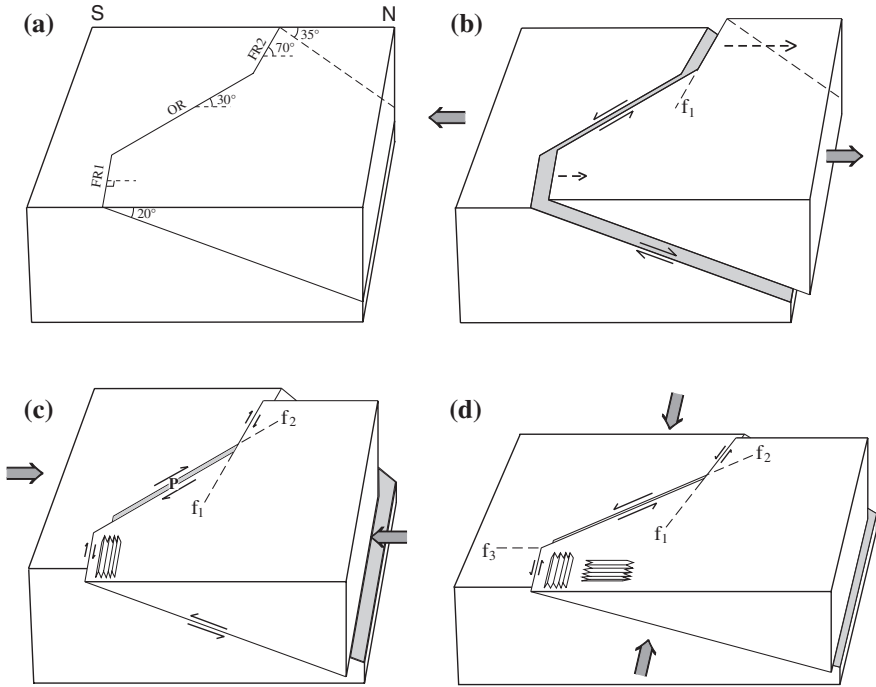 (a)
S
N
35°
FR2
70°
OR
30°
FR1
20°
(b)
f₁
(c)
f₂
P
f₁
(d)
f₂
f₁
f₃